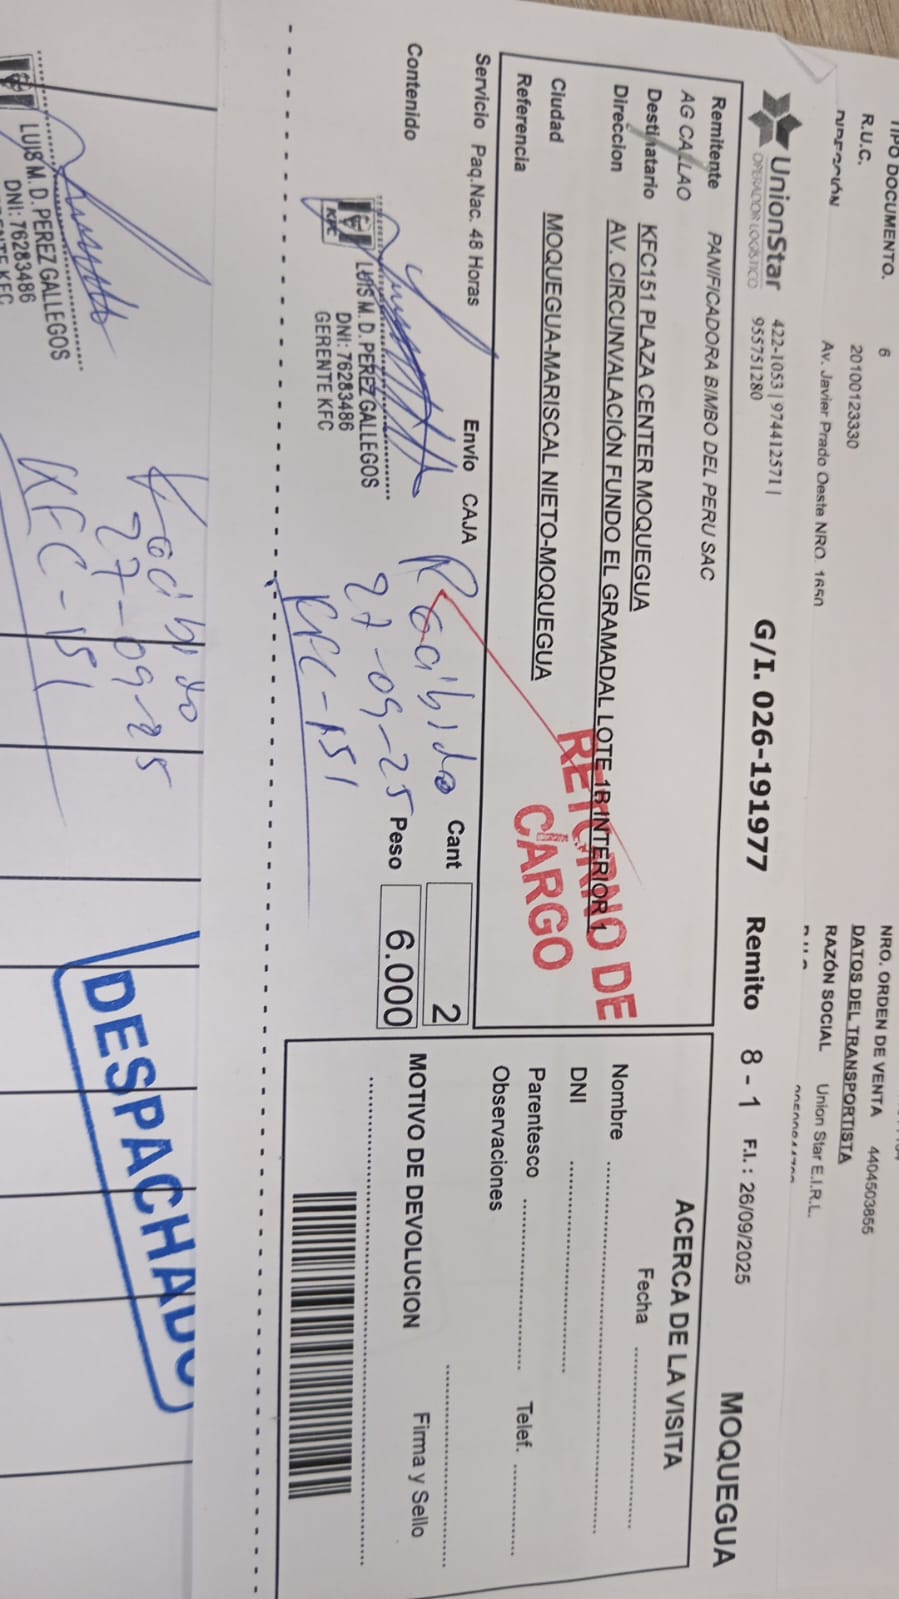 TIPO DOCUMENTO. 6
R.U.C. 20100123330
DIRECCIÓN Av. Javier Prado Oeste NRO. 1650
NRO. ORDEN DE VENTA 4404503855
DATOS DEL TRANSPORTISTA
RAZÓN SOCIAL Union Star E.I.R.L.
UnionStar
OPERADOR LOGÍSTICO
422-1053 | 974412571 |
955751280
G/I. 026-191977 Remito 8 - 1 F.I.: 26/09/2025 MOQUEGUA
Remitente PANIFICADORA BIMBO DEL PERU SAC
AG CALLAO
Destinatario KFC151 PLAZA CENTER MOQUEGUA
Direccion AV. CIRCUNVALACIÓN FUNDO EL GRAMADAL LOTE 1B INTERIOR 1
Ciudad MOQUEGUA-MARISCAL NIETO-MOQUEGUA
Referencia
RETORNO DE
CARGO
Servicio Paq.Nac. 48 Horas Envío CAJA
Cant 2
Contenido
Peso 6.000
Recibido
27-09-25
KFC-151
KFC
LUIS M. D. PEREZ GALLEGOS
DNI: 76283486
GERENTE KFC
ACERCA DE LA VISITA
Fecha
Nombre
DNI
Parentesco Telef.
Observaciones
MOTIVO DE DEVOLUCION Firma y Sello
LUIS M. D. PEREZ GALLEGOS
DNI: 76283486
GERENTE KFC
Recibido
27-09-25
KFC-151
DESPACHADO